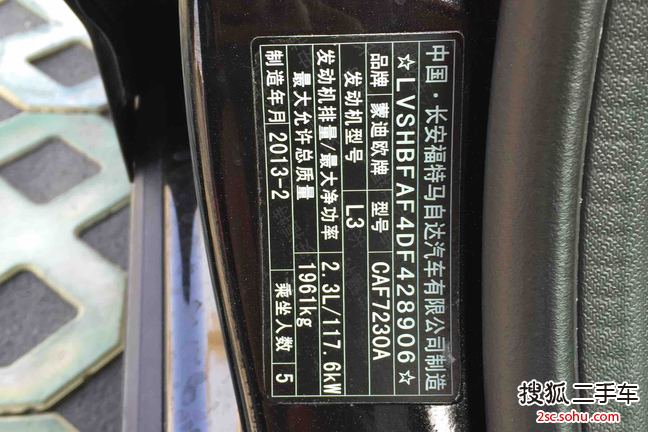 中国·长安福特马自达汽车有限公司制造
☆LVSHBFAF4DF428906☆
品牌 蒙迪欧牌 型号 CAF7230A
发动机型号 L3
发动机排量/最大净功率 2.3L/117.6kW
最大允许总质量 1961kg
制造年月 2013-2 乘坐人数 5
搜狐二手车
2sc.sohu.com